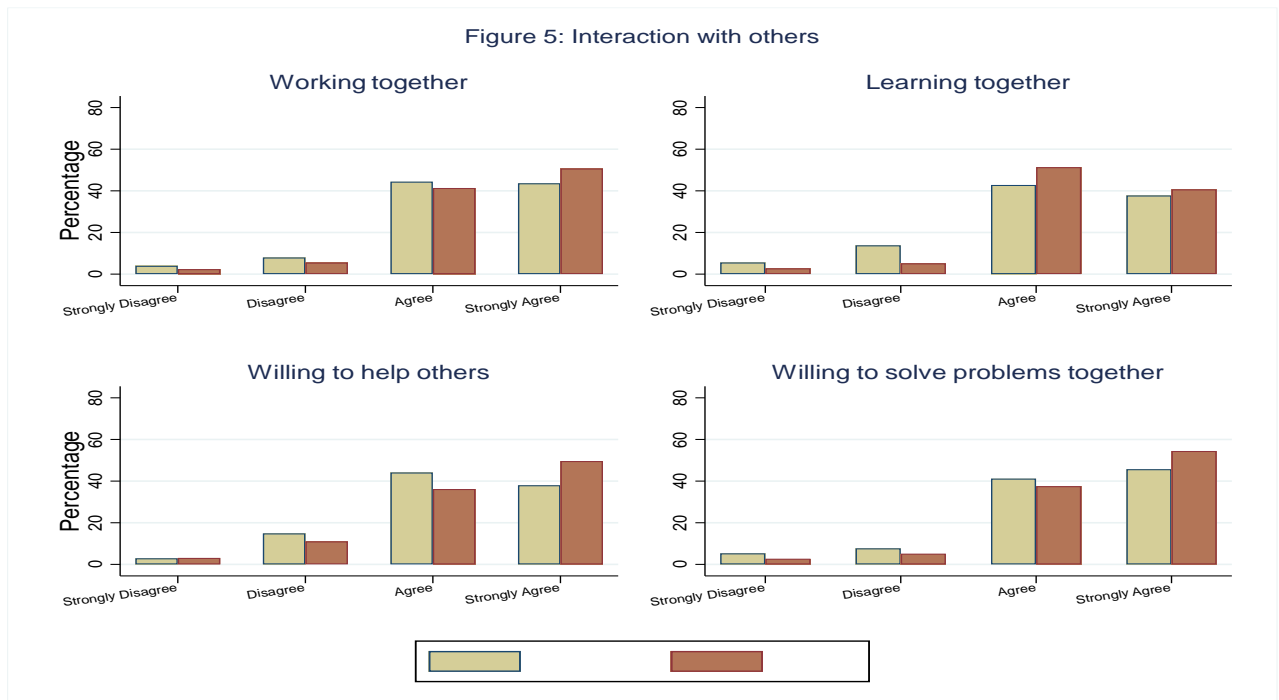 Figure 5: Interaction with others
Working together
Learning together
Percentage
80
60
40
20
0
Strongly Disagree
Disagree
Agree
Strongly Agree
80
60
40
20
0
Strongly Disagree
Disagree
Agree
Strongly Agree
Willing to help others
Willing to solve problems together
Percentage
80
60
40
20
0
Strongly Disagree
Disagree
Agree
Strongly Agree
80
60
40
20
0
Strongly Disagree
Disagree
Agree
Strongly Agree